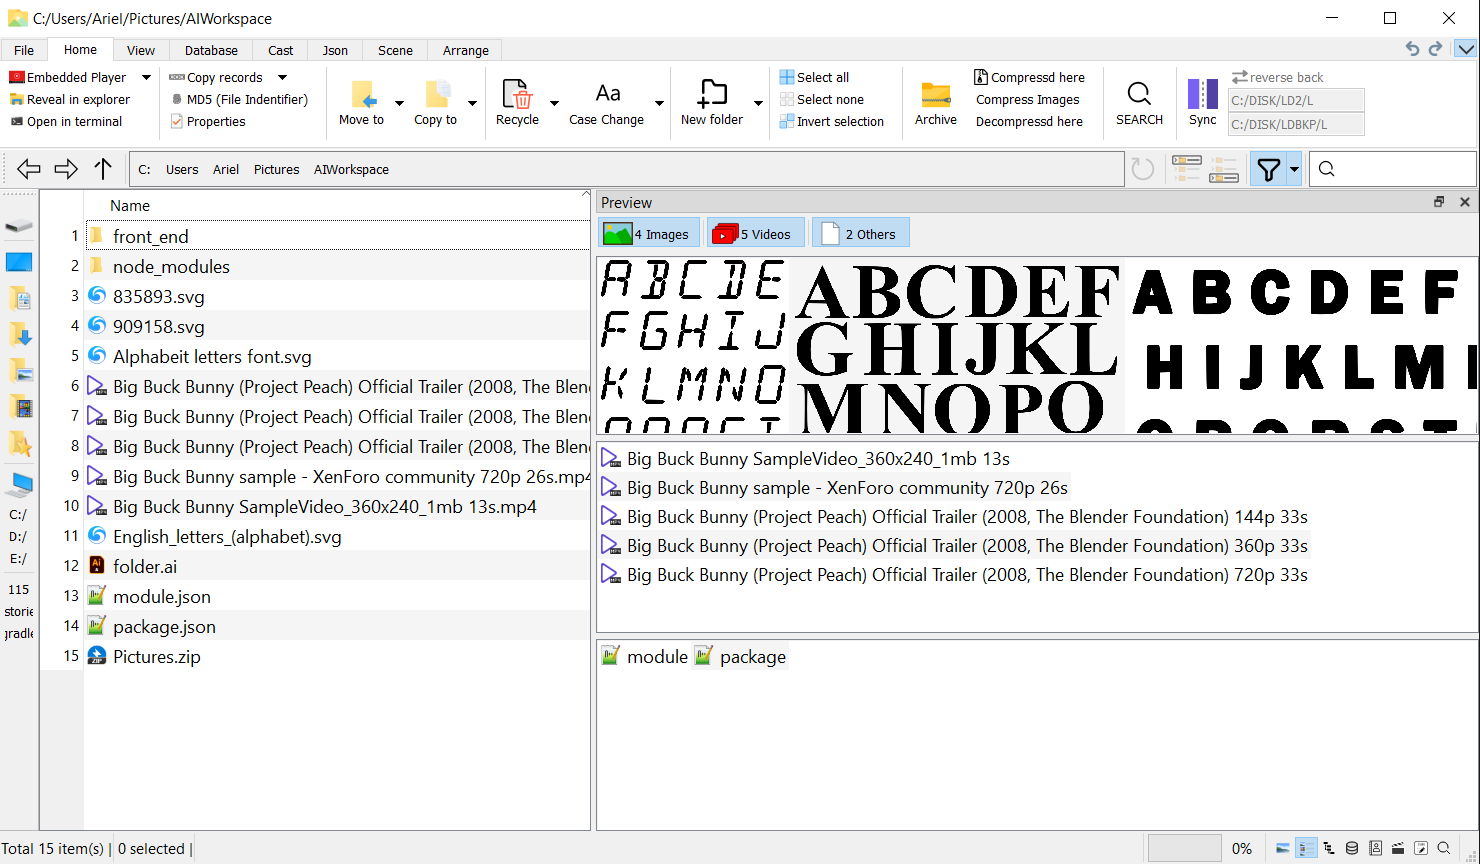 C:/Users/Ariel/Pictures/AIWorkspace
File Home View Database Cast Json Scene Arrange
Embedded Player
Reveal in explorer
Open in terminal
Copy records
MD5 (File Indentifier)
Properties
Move to
Copy to
Recycle
Aa
Case Change
New folder
Select all
Select none
Invert selection
Archive
Compressd here
Compress Images
Decompressd here
SEARCH
Sync
reverse back
C:/DISK/LD2/L
C:/DISK/LDBKP/L
C: Users Ariel Pictures AIWorkspace
C:/
D:/
E:/
115
storie
gradle
Name
1 front_end
2 node_modules
3 835893.svg
4 909158.svg
5 Alphabeit letters font.svg
6 Big Buck Bunny (Project Peach) Official Trailer (2008, The Blen
7 Big Buck Bunny (Project Peach) Official Trailer (2008, The Blen
8 Big Buck Bunny (Project Peach) Official Trailer (2008, The Blen
9 Big Buck Bunny sample - XenForo community 720p 26s.mp4
10 Big Buck Bunny SampleVideo_360x240_1mb 13s.mp4
11 English_letters_(alphabet).svg
12 folder.ai
13 module.json
14 package.json
15 Pictures.zip
Preview
4 Images 5 Videos 2 Others
A B C D E
F G H I J
K L M N O
ABCDEF
GHIJKL
MNOPO
A B C D E F
H I J K L M
Big Buck Bunny SampleVideo_360x240_1mb 13s
Big Buck Bunny sample - XenForo community 720p 26s
Big Buck Bunny (Project Peach) Official Trailer (2008, The Blender Foundation) 144p 33s
Big Buck Bunny (Project Peach) Official Trailer (2008, The Blender Foundation) 360p 33s
Big Buck Bunny (Project Peach) Official Trailer (2008, The Blender Foundation) 720p 33s
module package
Total 15 item(s) | 0 selected |
0%